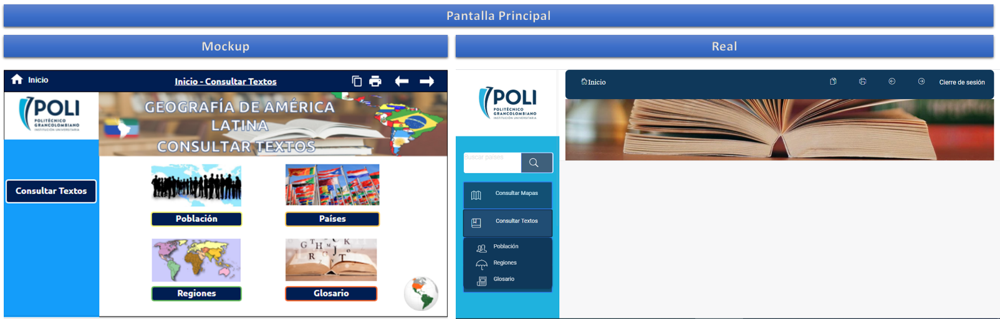 Pantalla Principal
Mockup
Real
Inicio
Inicio - Consultar Textos
POLI
POLITÉCNICO
GRANCOLOMBIANO
INSTITUCIÓN UNIVERSITARIA
GEOGRAFÍA DE AMÉRICA
LATINA
CONSULTAR TEXTOS
Consultar Textos
Población
Países
G T H M J C K R T o
Regiones
Glosario
Inicio
Cierre de sesión
POLI
POLITÉCNICO
GRANCOLOMBIANO
INSTITUCIÓN UNIVERSITARIA
Buscar países
Consultar Mapas
Consultar Textos
Población
Regiones
Glosario